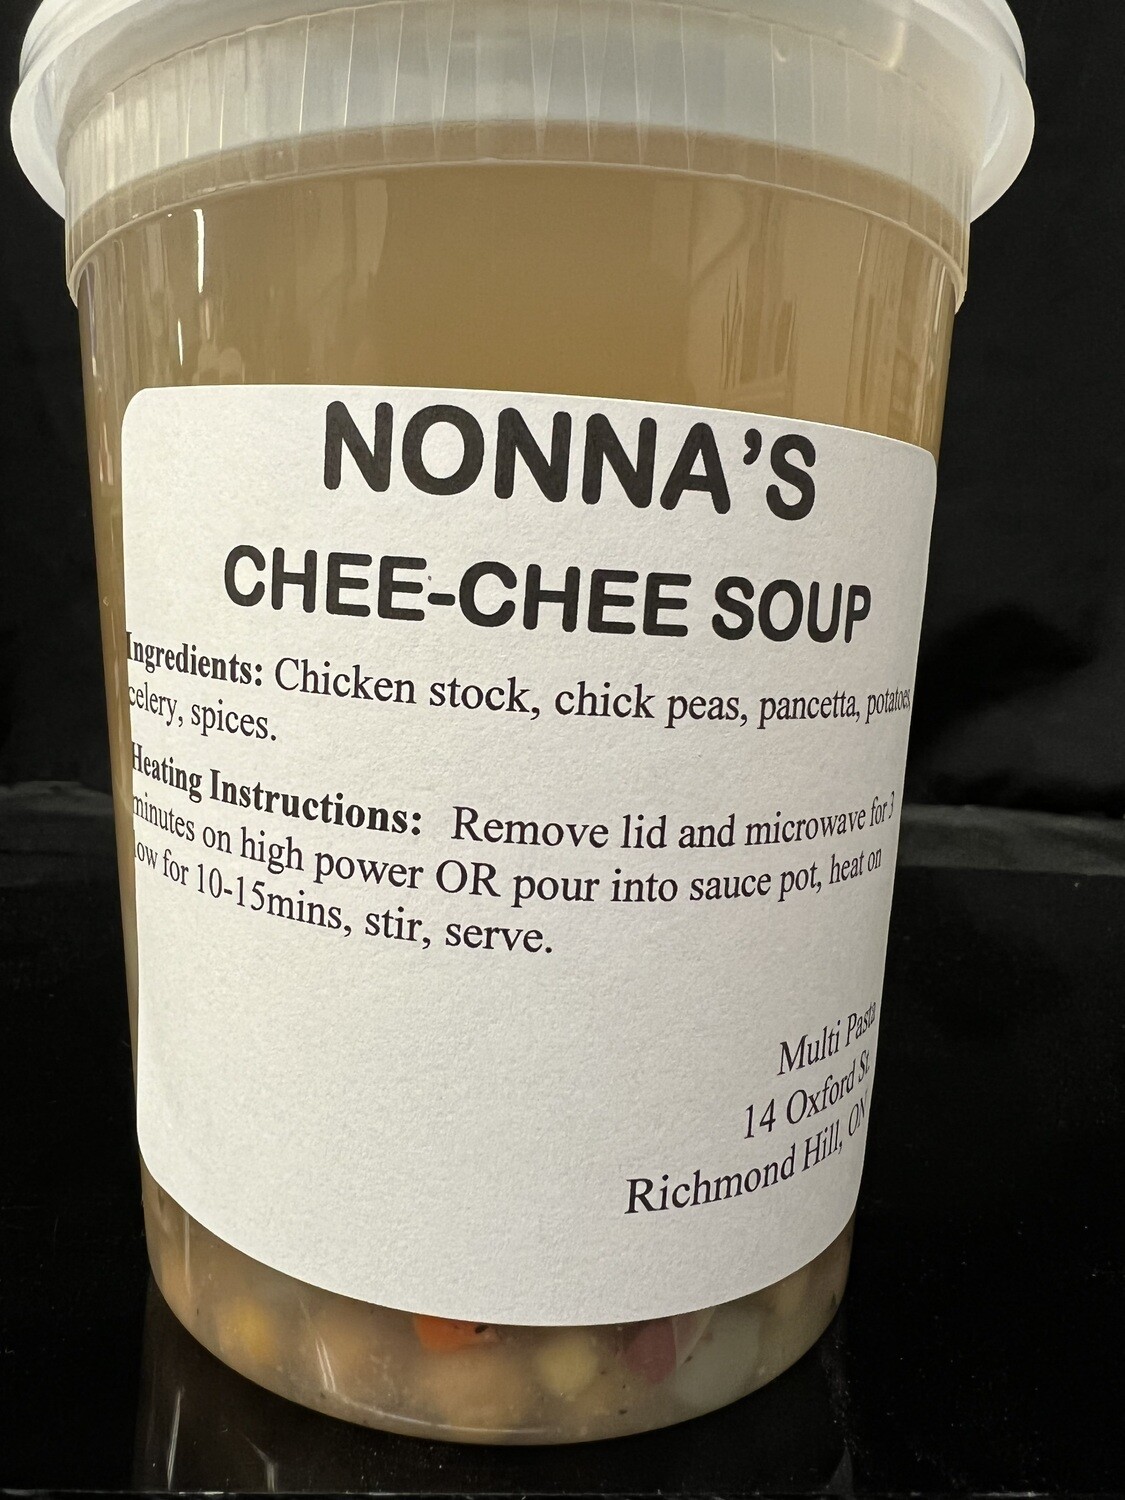 NONNA'S
CHEE-CHEE SOUP
Ingredients: Chicken stock, chick peas, pancetta, potatoes,
celery, spices.
Heating Instructions: Remove lid and microwave for 3
minutes on high power OR pour into sauce pot, heat on
low for 10-15mins, stir, serve.
Multi Pasta
14 Oxford St.
Richmond Hill, ON